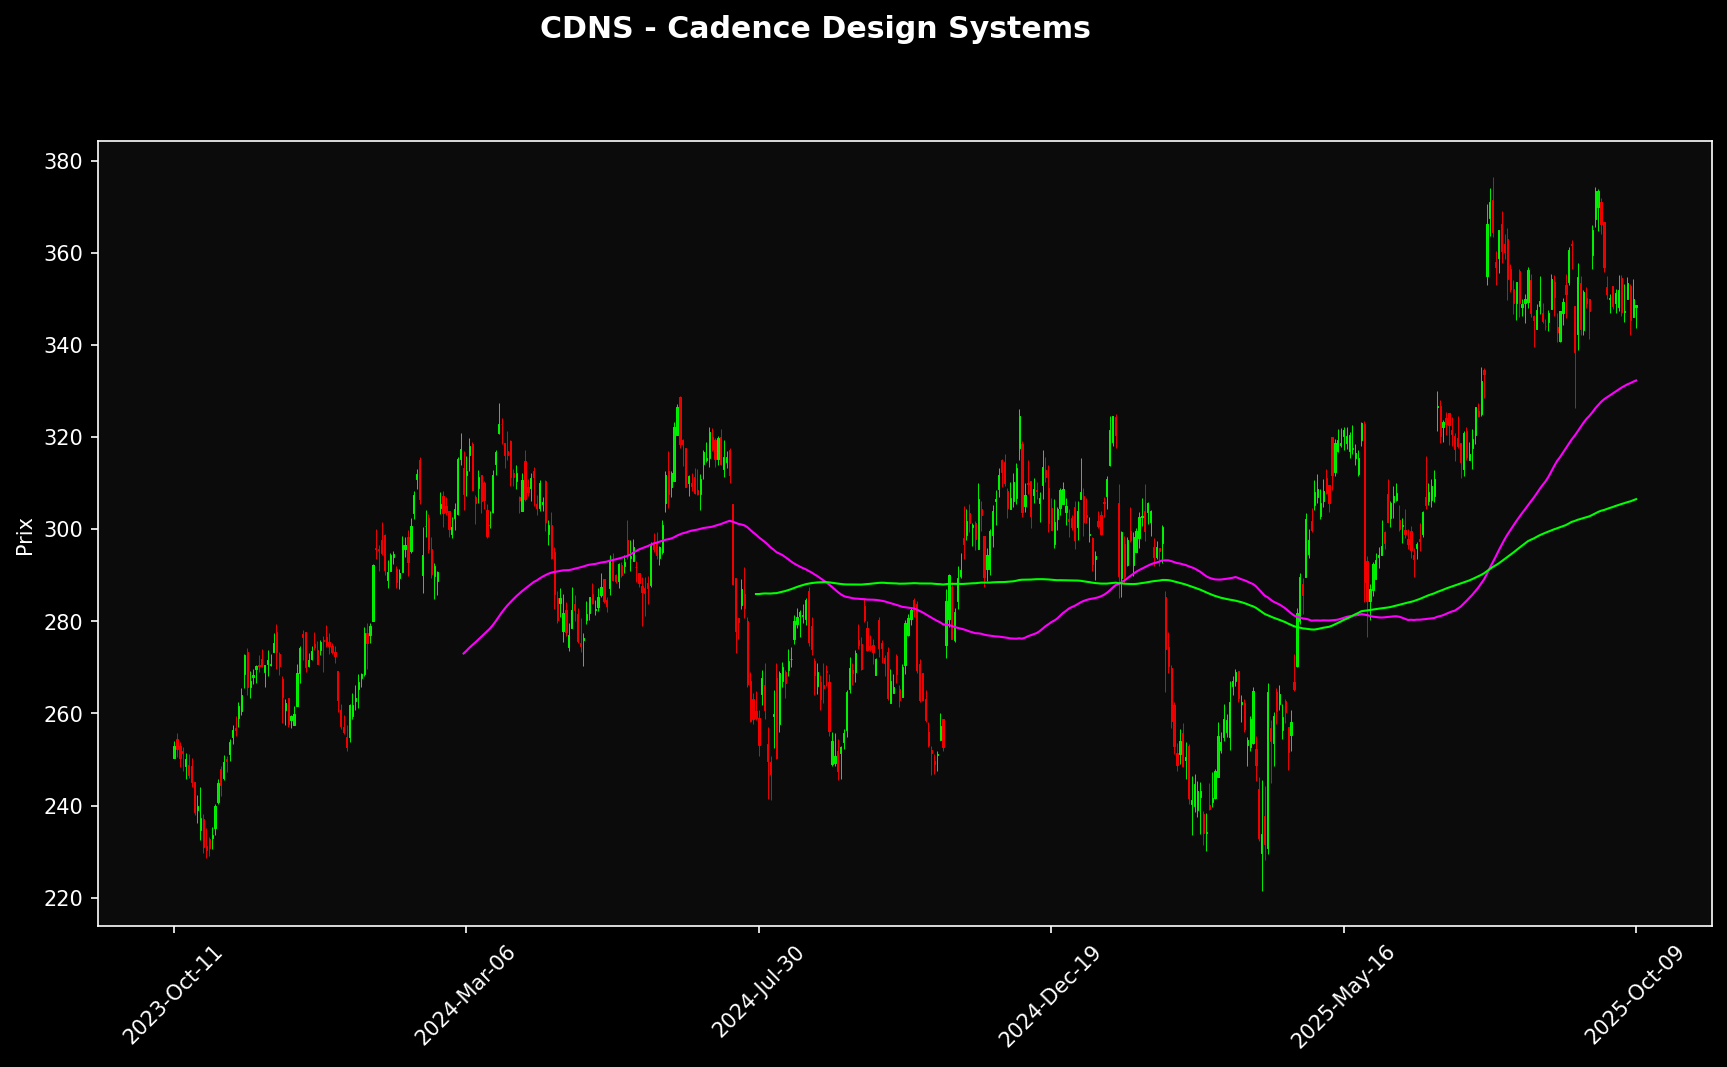 CDNS - Cadence Design Systems
Prix
380
360
340
320
300
280
260
240
220
2023-Oct-11
2024-Mar-06
2024-Jul-30
2024-Dec-19
2025-May-16
2025-Oct-09